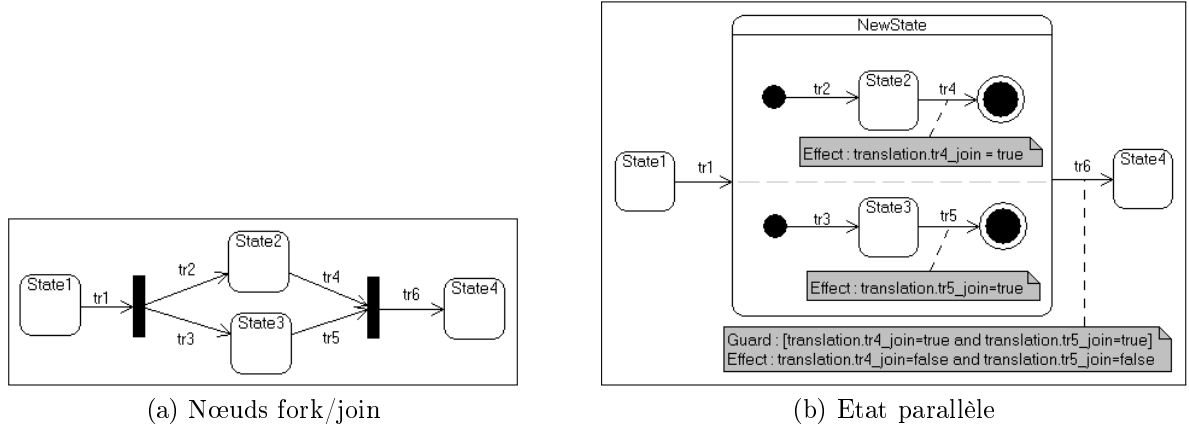 State1
tr1
tr2
tr3
State2
State3
tr4
tr5
tr6
State4
(a) Nœuds fork/join
NewState
State1
tr1
tr2
State2
tr4
Effect : translation.tr4_join = true
tr3
State3
tr5
Effect : translation.tr5_join=true
tr6
State4
Guard : [translation.tr4_join=true and translation.tr5_join=true]
Effect : translation.tr4_join=false and translation.tr5_join=false
(b) Etat parallèle